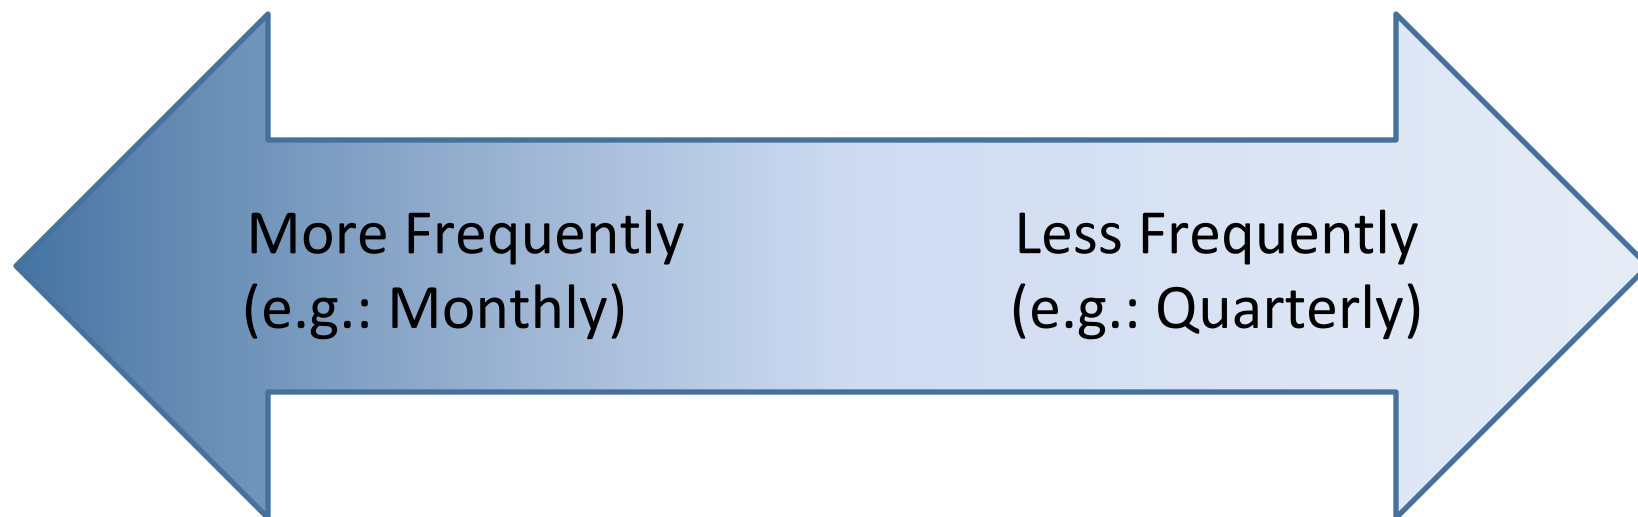 More Frequently
(e.g.: Monthly)
Less Frequently
(e.g.: Quarterly)